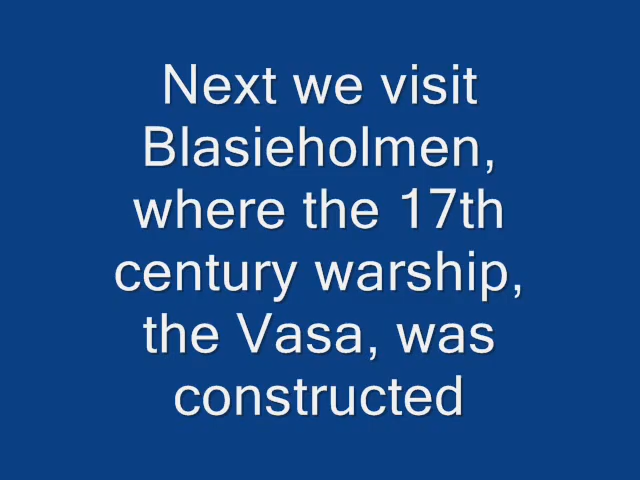 Next we visit
Blasieholmen,
where the 17th
century warship,
the Vasa, was
constructed